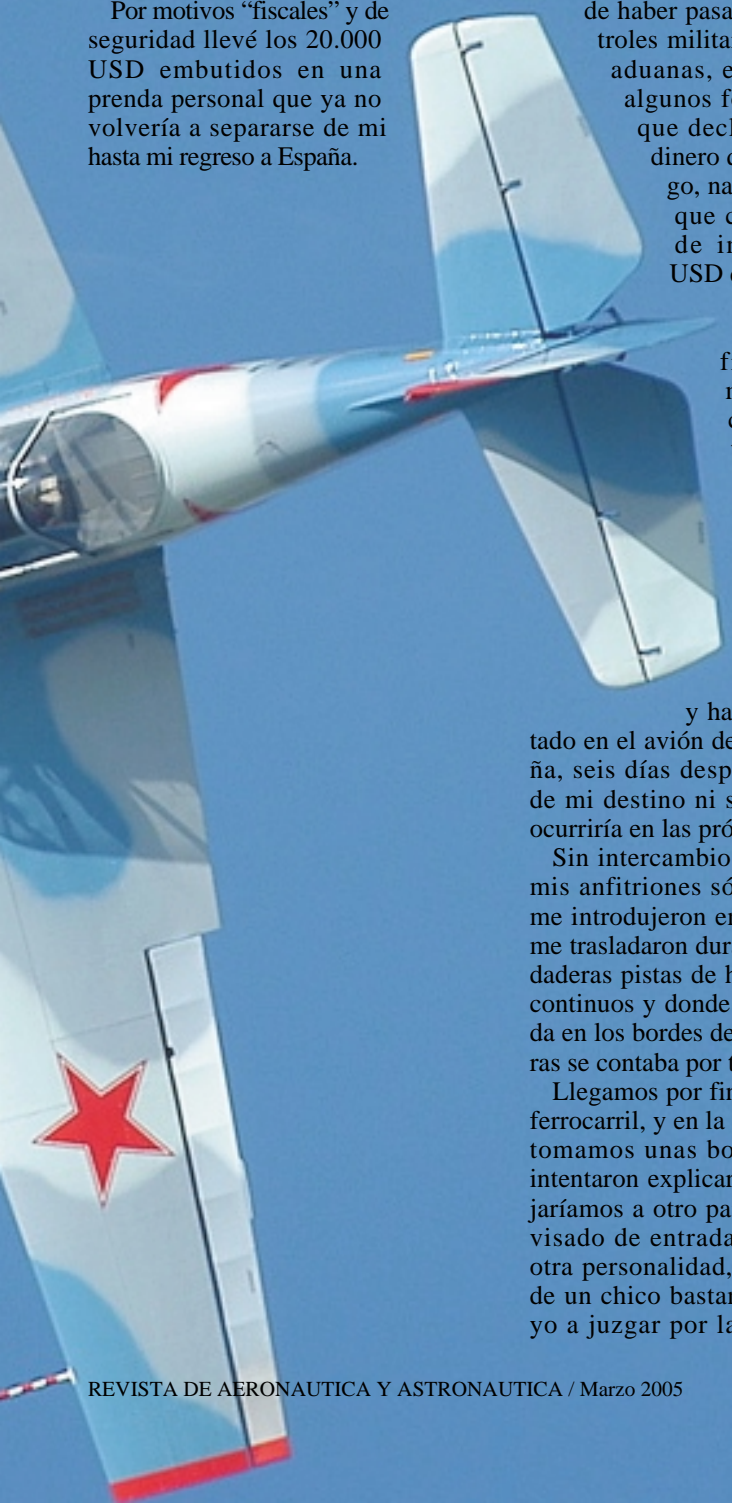 Por motivos “fiscales” y de
seguridad llevé los 20.000
USD embutidos en una
prenda personal que ya no
volvería a separarse de mi
hasta mi regreso a España.
de haber pasa
troles militar
aduanas, e
algunos fo
que decl
dinero
go, na
que c
de in
USD
fi
y ha
tado en el avión de
ña, seis días desp
de mi destino ni s
ocurriría en las pró
Sin intercambio
mis anfitriones só
me introdujeron en
me trasladaron dur
daderas pistas de h
continuos y donde
da en los bordes de
ras se contaba por t
Llegamos por fin
ferrocarril, y en la
tomamos unas bo
intentaron explicar
jaríamos a otro pa
visado de entrada
otra personalidad,
de un chico bastan
yo a juzgar por la
REVISTA DE AERONAUTICA Y ASTRONAUTICA / Marzo 2005